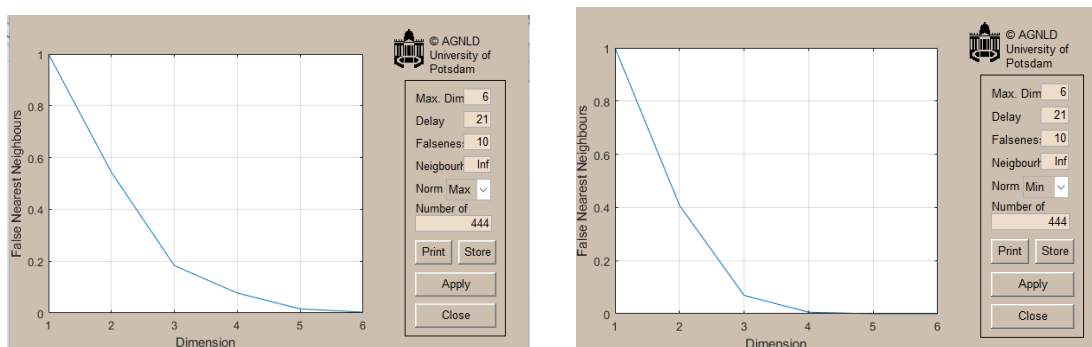 © AGNLD
University of
Potsdam
False Nearest Neighbours
1
0.8
0.6
0.4
0.2
0
1 2 3 4 5 6
Dimension
Max. Dim 6
Delay 21
Falseness 10
Neigbourh Inf
Norm Max
Number of
444
Print Store
Apply
Close
© AGNLD
University of
Potsdam
False Nearest Neighbours
1
0.8
0.6
0.4
0.2
0
1 2 3 4 5 6
Dimension
Max. Dim 6
Delay 21
Falseness 10
Neigbourh Inf
Norm Min
Number of
444
Print Store
Apply
Close